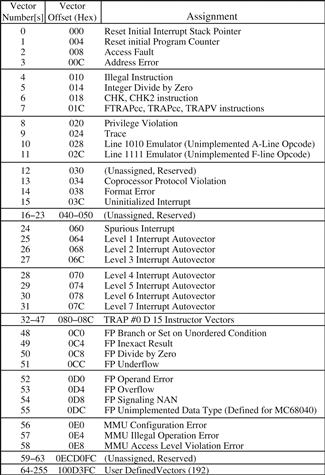 Vector Number[s] Vector Offset (Hex) Assignment
0 000 Reset Initial Interrupt Stack Pointer
1 004 Reset initial Program Counter
2 008 Access Fault
3 00C Address Error
4 010 Illegal Instruction
5 014 Integer Divide by Zero
6 018 CHK, CHK2 instruction
7 01C FTRAPcc, TRAPcc, TRAPV instructions
8 020 Privilege Violation
9 024 Trace
10 028 Line 1010 Emulator (Unimplemented A-Line Opcode)
11 02C Line 1111 Emulator (Unimplemented F-line Opcode)
12 030 (Unassigned, Reserved)
13 034 Coprocessor Protocol Violation
14 038 Format Error
15 03C Uninitialized Interrupt
16–23 040–050 (Unassigned, Reserved)
24 060 Spurious Interrupt
25 064 Level 1 Interrupt Autovector
26 068 Level 2 Interrupt Autovector
27 06C Level 3 Interrupt Autovector
28 070 Level 4 Interrupt Autovector
29 074 Level 5 Interrupt Autovector
30 078 Level 6 Interrupt Autovector
31 07C Level 7 Interrupt Autovector
32–47 080–08C TRAP #0 D 15 Instructor Vectors
48 0C0 FP Branch or Set on Unordered Condition
49 0C4 FP Inexact Result
50 0C8 FP Divide by Zero
51 0CC FP Underflow
52 0D0 FP Operand Error
53 0D4 FP Overflow
54 0D8 FP Signaling NAN
55 0DC FP Unimplemented Data Type (Defined for MC68040)
56 0E0 MMU Configuration Error
57 0E4 MMU Illegal Operation Error
58 0E8 MMU Access Level Violation Error
59–63 0ECD0FC (Unassigned, Reserved)
64-255 100D3FC User DefinedVectors (192)